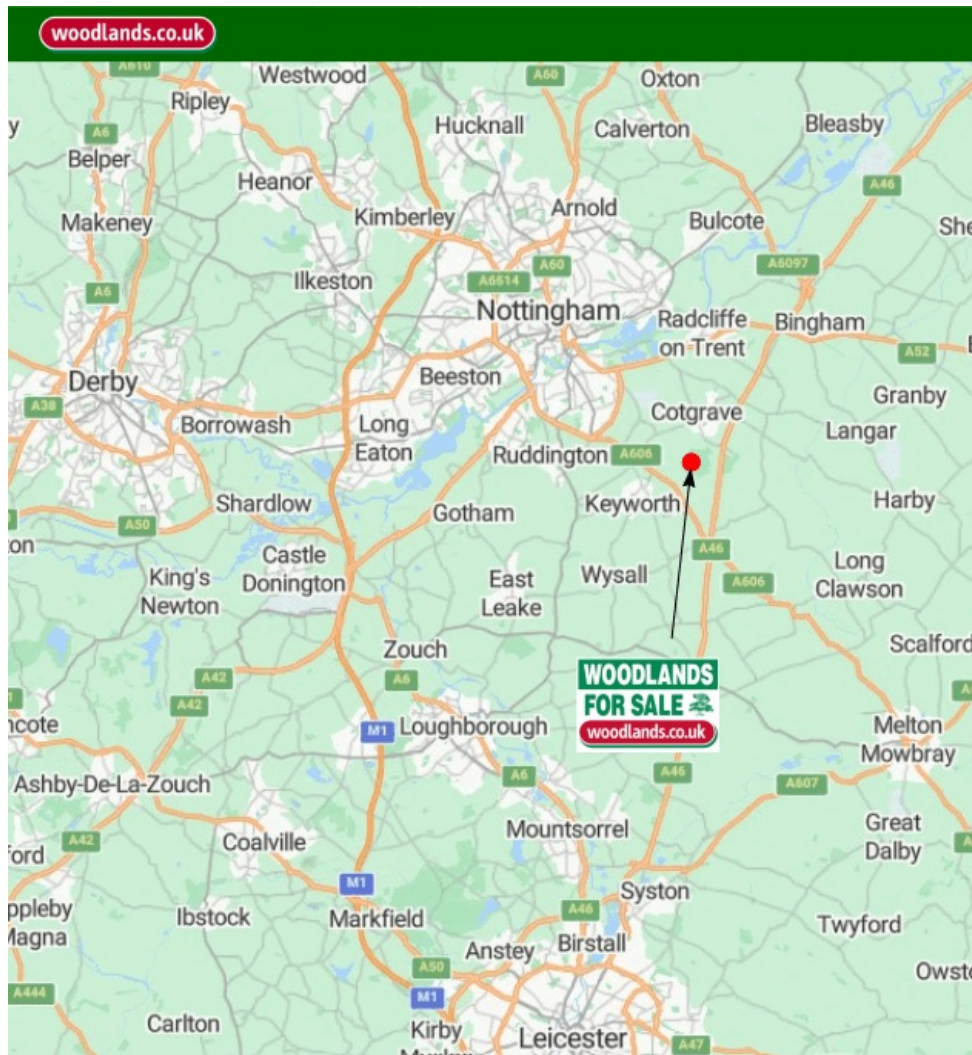 woodlands.co.uk
A610
Westwood
A60
Oxton
Ripley
Hucknall
Calverton
Bleasby
A6
Belper
Heanor
A46
Makeney
Kimberley
Arnold
Bulcote
Ilkeston
A6514
A60
A6097
A6
Nottingham
Radcliffe
on Trent
Bingham
A52
Derby
Beeston
Granby
A38
Borrowash
Long
Eaton
Cotgrave
Langar
Ruddington
A606
Shardlow
Keyworth
Harby
A50
Gotham
Castle
Donington
A46
King's
Newton
East
Leake
Wysall
A606
Long
Clawson
Zouch
Scalford
A42
A6
WOODLANDS
FOR SALE
woodlands.co.uk
A42
M1
Loughborough
Melton
Mowbray
A46
A607
Ashby-De-La-Zouch
A6
Coalville
Mountsorrel
Great
Dalby
A42
M1
Syston
Ibstock
Markfield
A46
Twyford
Anstey
Birstall
A50
A444
M1
Carlton
Kirby
Leicester
A47